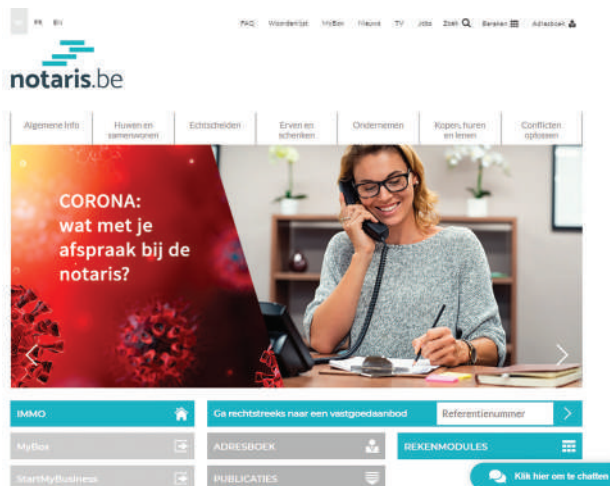 FR EN
FAQ Woordenlijst MyBox Nieuws TV Jobs Zoek Bereken Adresboek
notaris.be
Algemene info
Huwen en
samenwonen
Echtscheiden
Erven en
schenken
Ondernemen
Kopen, huren
en lenen
Conflicten
oplossen
CORONA:
wat met je
afspraak bij de
notaris?
IMMO
Ga rechtstreeks naar een vastgoedaanbod
Referentienummer
MyBox
ADRESBOEK
REKENMODULES
StartMyBusiness
PUBLICATIES
Klik hier om te chatten